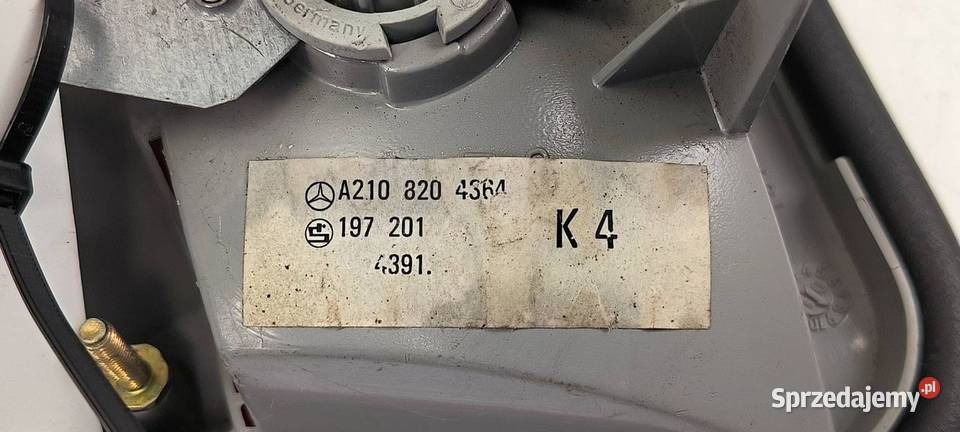 Germany
A210 820 4364
197 201
K 4
4391.
Sprzedajemy.pl